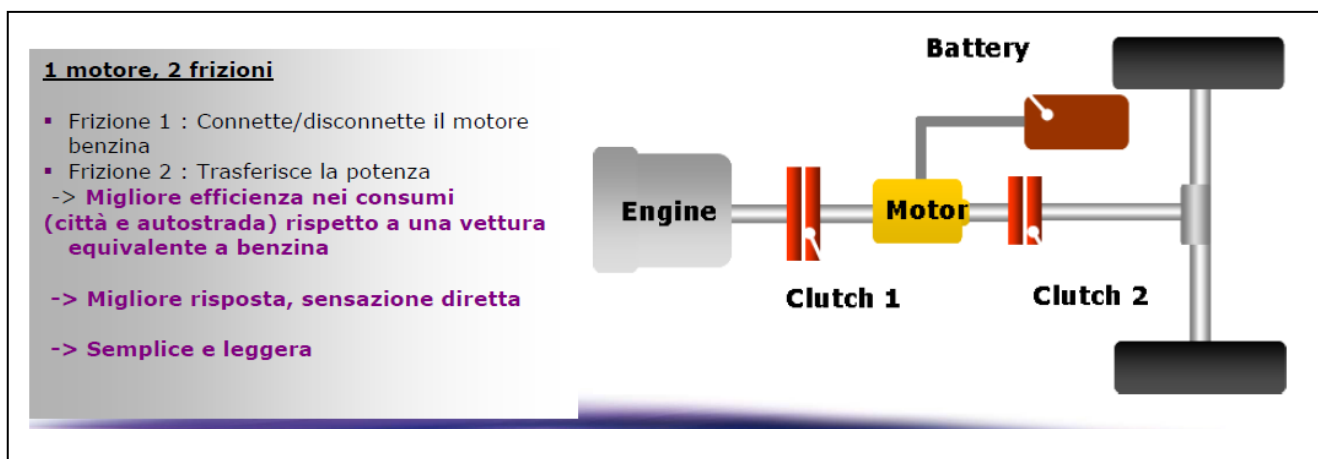 1 motore, 2 frizioni
▪ Frizione 1 : Connette/disconnette il motore
benzina
▪ Frizione 2 : Trasferisce la potenza
-> Migliore efficienza nei consumi
(città e autostrada) rispetto a una vettura
equivalente a benzina
-> Migliore risposta, sensazione diretta
-> Semplice e leggera
Battery
Engine
Motor
Clutch 1
Clutch 2